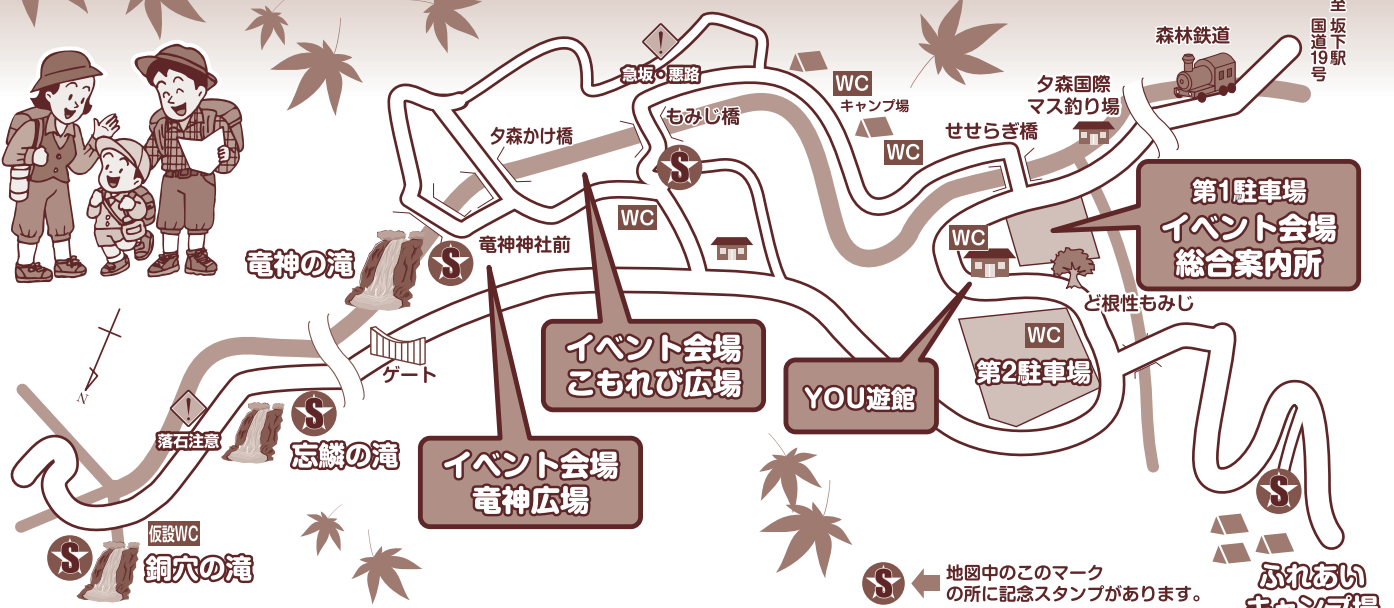 至 坂下駅
国道19号
森林鉄道
急坂・悪路
WC
キャンプ場
WC
夕森国際
マス釣り場
もみじ橋
夕森かけ橋
せせらぎ橋
S
第1駐車場
イベント会場
総合案内所
WC
WC
竜神神社前
竜神の滝
S
ど根性もみじ
WC
第2駐車場
イベント会場
こもれび広場
ゲート
YOU遊館
N
落石注意
S
忘鱗の滝
イベント会場
竜神広場
S
仮設WC
S
銅穴の滝
ふれあい
キャンプ場
S
地図中のこのマーク
の所に記念スタンプがあります。